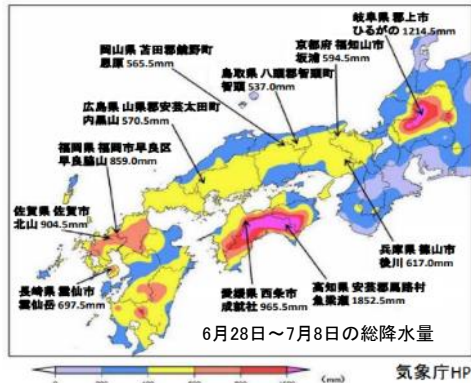 岐阜県 郡上市
ひるがの 1214.5mm
岡山県 苫田郡鏡野町
恩原 565.5mm
京都府 福知山市
坂浦 594.5mm
鳥取県 八頭郡智頭町
智頭 537.0mm
広島県 山県郡安芸太田町
内黒山 570.5mm
福岡県 福岡市早良区
早良脇山 859.0mm
佐賀県 佐賀市
北山 904.5mm
長崎県 雲仙市
雲仙岳 697.5mm
兵庫県 篠山市
後川 617.0mm
愛媛県 西条市
成就社 965.5mm
高知県 安芸郡馬路村
魚梁瀬 1852.5mm
6月28日～7月8日の総降水量
(mm)
気象庁HP